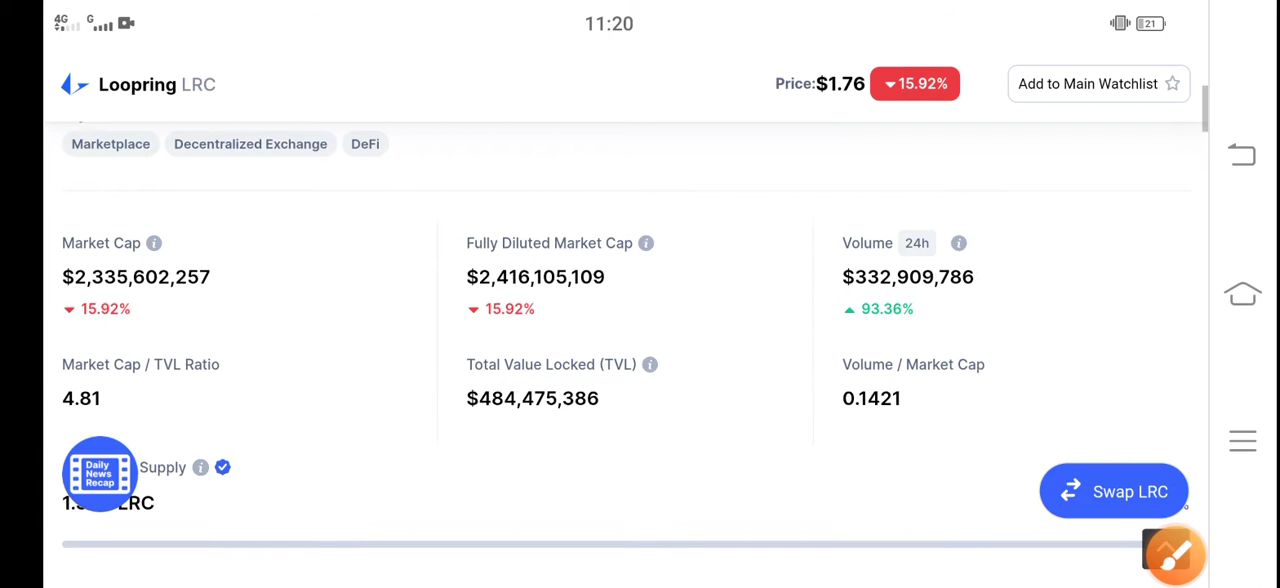 4G G 11:20 21
Loopring LRC Price:$1.76 15.92% Add to Main Watchlist
Marketplace Decentralized Exchange DeFi
Market Cap Fully Diluted Market Cap Volume 24h
$2,335,602,257 $2,416,105,109 $332,909,786
15.92% 15.92% 93.36%
Market Cap / TVL Ratio Total Value Locked (TVL) Volume / Market Cap
4.81 $484,475,386 0.1421
Daily
News
Recap
Supply
LRC
Swap LRC